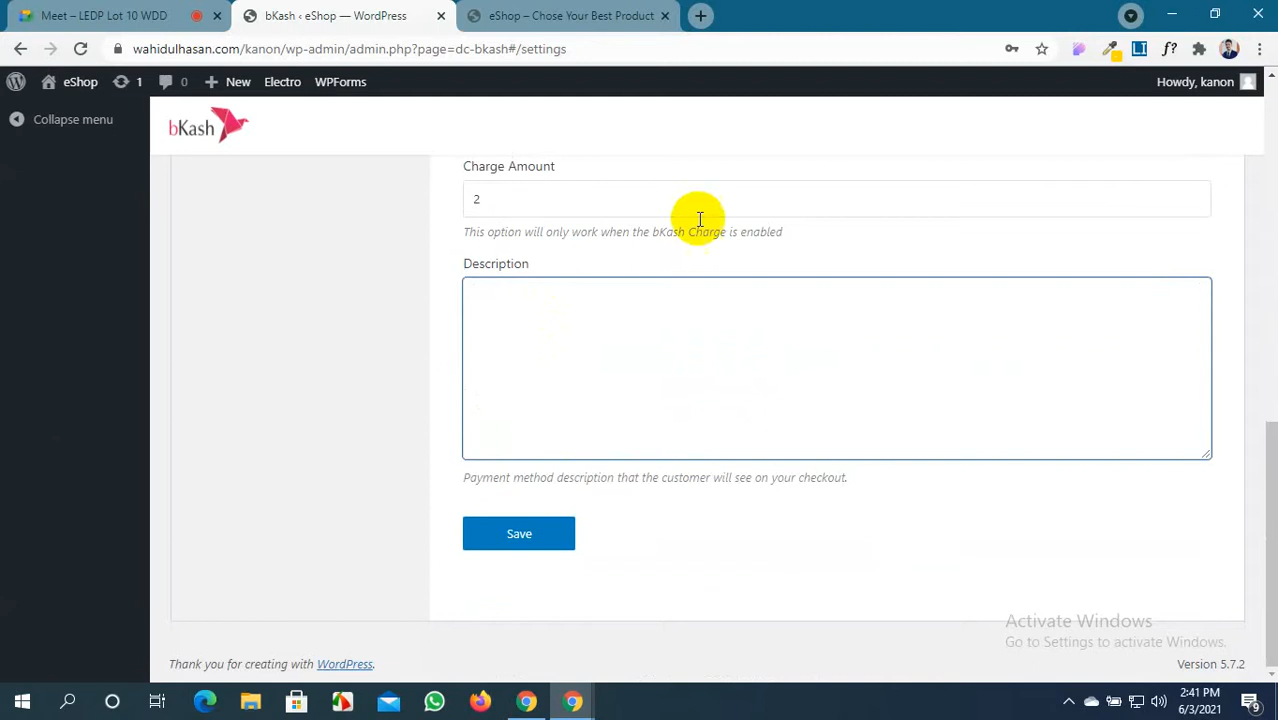 Meet – LEDP Lot 10 WDD
bKash ‹ eShop — WordPress
eShop – Chose Your Best Product
wahidulhasan.com/kanon/wp-admin/admin.php?page=dc-bkash#/settings
f?
eShop
1
0
New
Electro
WPForms
Howdy, kanon
Collapse menu
bKash
Charge Amount
2
This option will only work when the bKash Charge is enabled
Description
Payment method description that the customer will see on your checkout.
Save
Activate Windows
Go to Settings to activate Windows.
Thank you for creating with WordPress.
Version 5.7.2
2:41 PM
6/3/2021
9